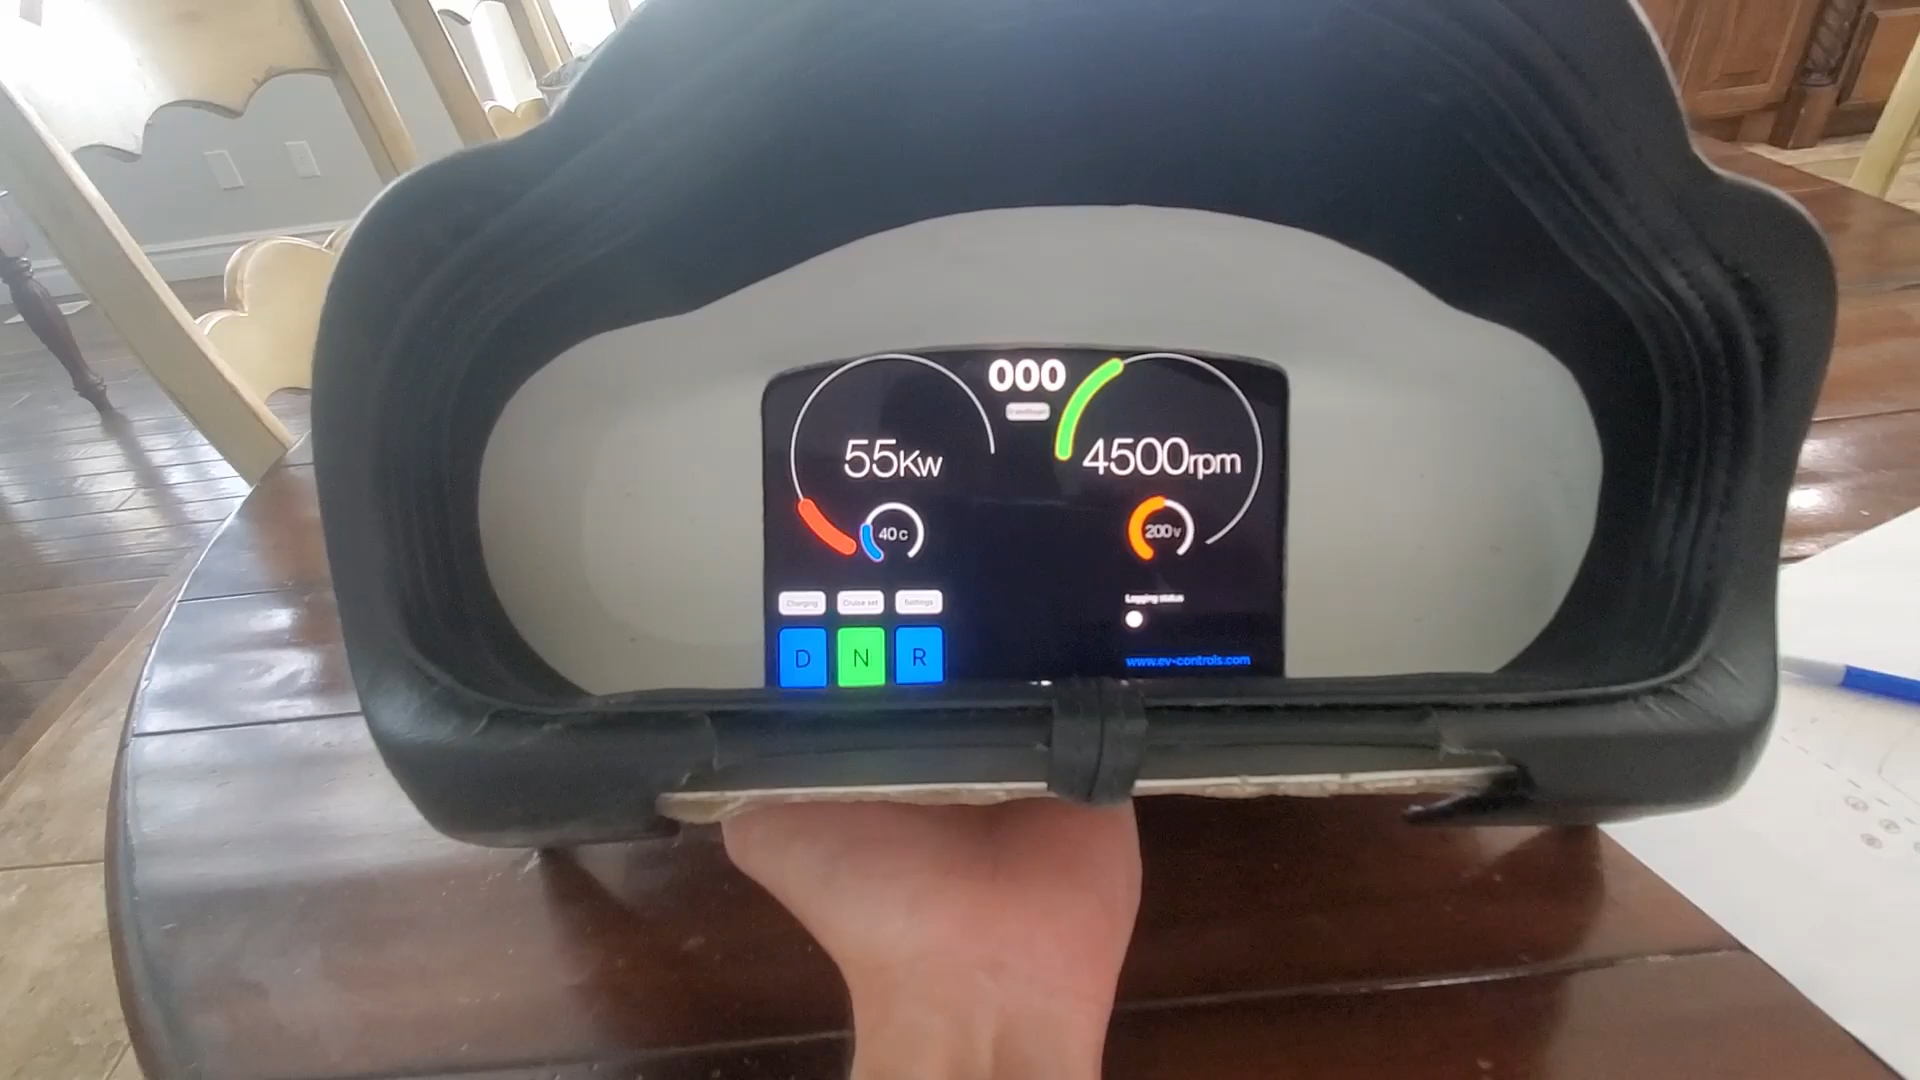 000
55Kw
4500rpm
40c
200v
Charging
Cruise set
Settings
Logging status
D
N
R
www.ev-controls.com